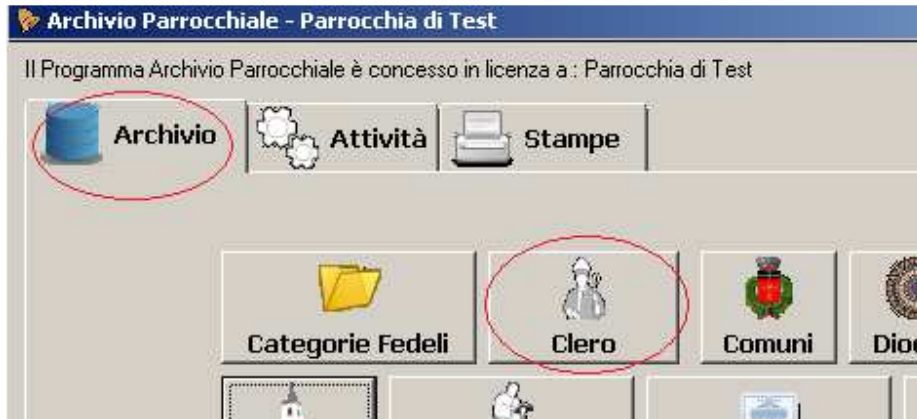 Archivio Parrocchiale - Parrocchia di Test
Il Programma Archivio Parrocchiale è concesso in licenza a : Parrocchia di Test
Archivio Attività Stampe
Categorie Fedeli Clero Comuni